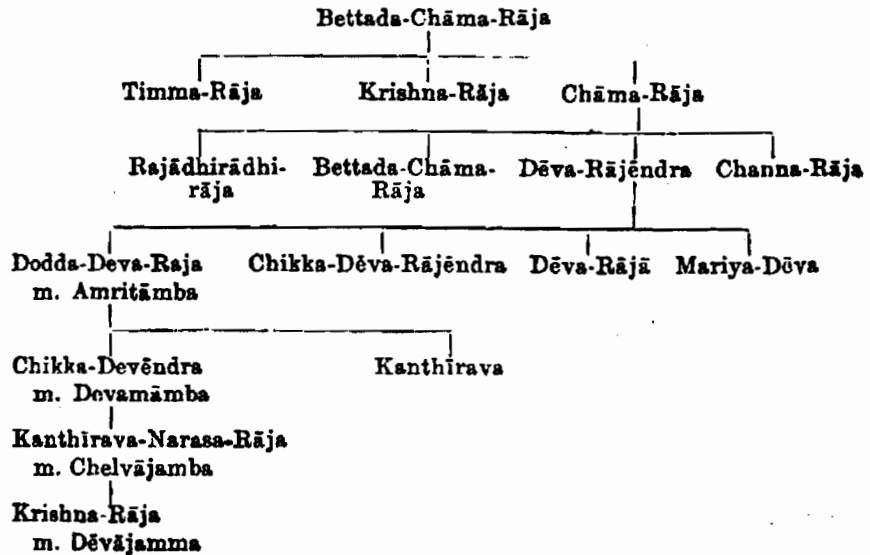 Bettada-Chāma-Rāja
Timma-Rāja Krishna-Rāja Chāma-Rāja
Rajādhirādhi- Bettada-Chāma- Dēva-Rājēndra Channa-Rāja
rāja Rāja
Dodda-Deva-Raja Chikka-Dēva-Rājēndra Dēva-Rājā Mariya-Dēva
m. Amritāmba
Chikka-Devēndra Kanthīrava
m. Devamāmba
Kanthīrava-Narasa-Rāja
m. Chelvājamba
Krishna-Rāja
m. Dēvājamma